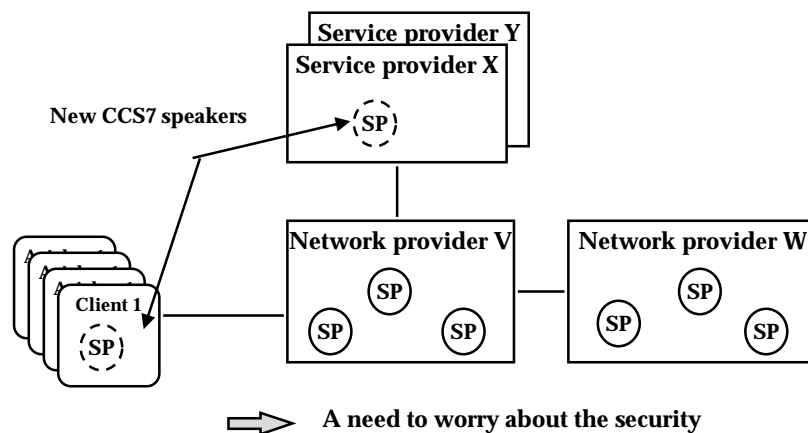 Service provider Y
Service provider X
New CCS7 speakers
SP
Network provider V
Network provider W
Client 1
SP
SP
SP
SP
SP
SP
SP
A need to worry about the security